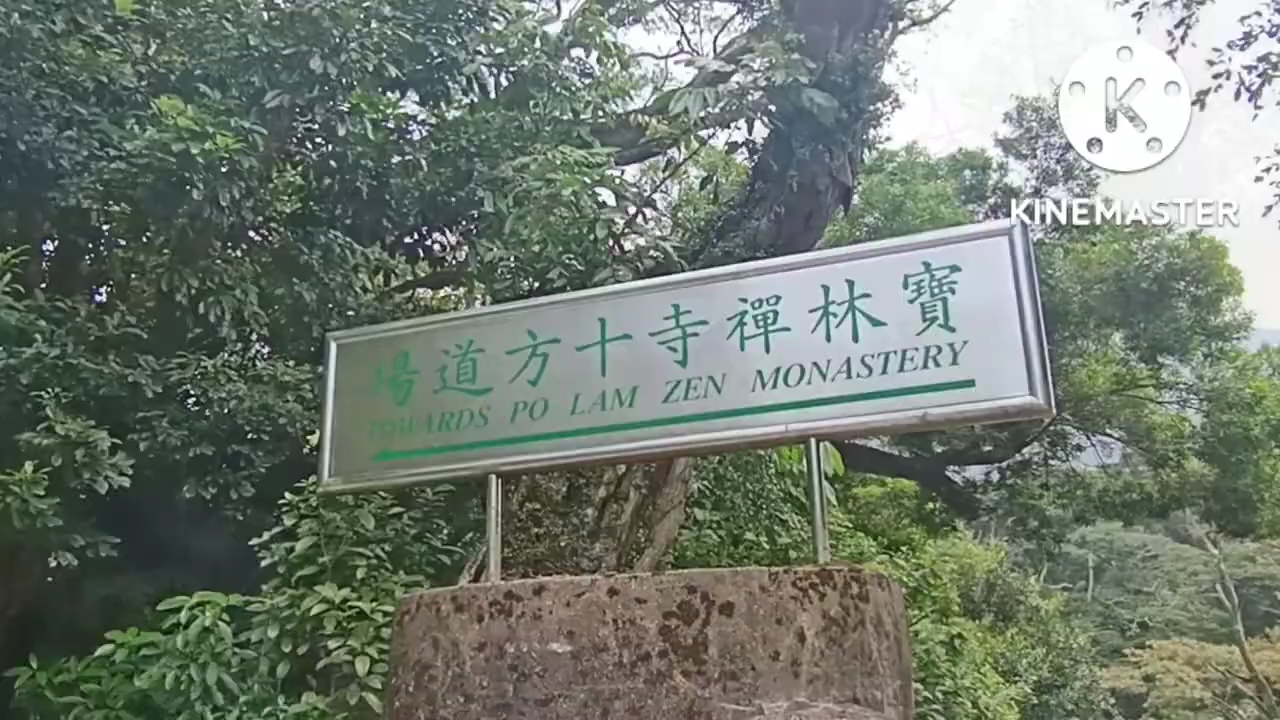 K
KINEMASTER
寶林禪寺十方道場
TOWARDS PO LAM ZEN MONASTERY